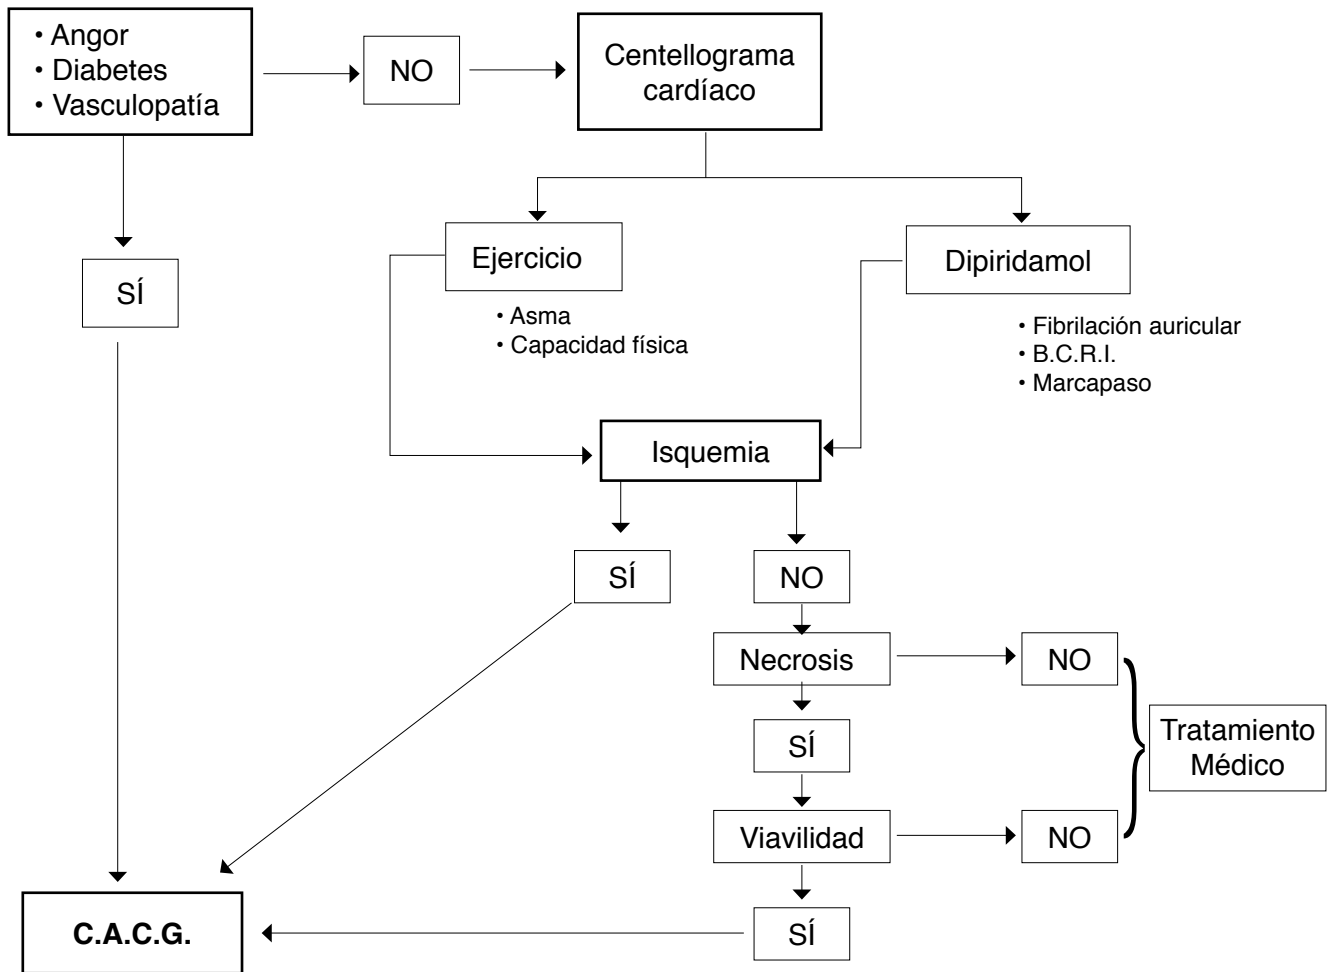 • Angor
• Diabetes
• Vasculopatía
NO
Centellograma
cardíaco
SÍ
Ejercicio
• Asma
• Capacidad física
Dipiridamol
• Fibrilación auricular
• B.C.R.I.
• Marcapaso
Isquemia
SÍ
NO
Necrosis
NO
SÍ
Tratamiento
Médico
Viavilidad
NO
SÍ
C.A.C.G.